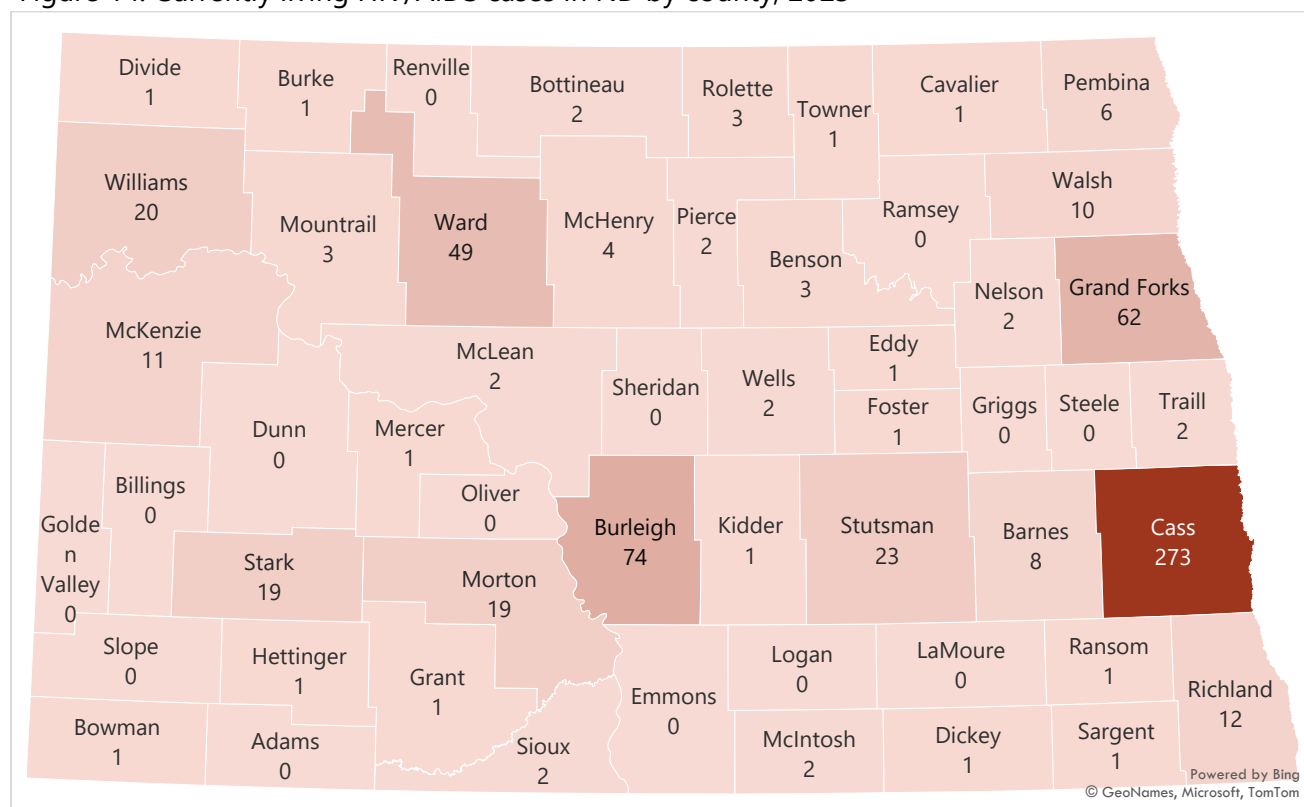 Divide
1
Burke
1
Renville
0
Bottineau
2
Rolette
3
Towner
1
Cavalier
1
Pembina
6
Williams
20
Mountrail
3
Ward
49
McHenry
4
Pierce
2
Benson
3
Ramsey
0
Walsh
10
Nelson
2
Grand Forks
62
McKenzie
11
McLean
2
Sheridan
0
Wells
2
Eddy
1
Foster
1
Griggs
0
Steele
0
Traill
2
Dunn
0
Mercer
1
Oliver
0
Billings
0
Golde
n
Valley
0
Stark
19
Morton
19
Burleigh
74
Kidder
1
Stutsman
23
Barnes
8
Cass
273
Slope
0
Hettinger
1
Grant
1
Emmons
0
Logan
0
LaMoure
0
Ransom
1
Richland
12
Bowman
1
Adams
0
Sioux
2
McIntosh
2
Dickey
1
Sargent
1
Powered by Bing
© GeoNames, Microsoft, TomTom